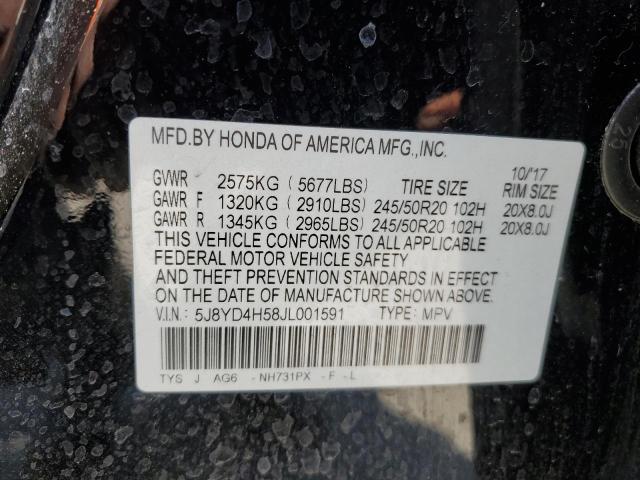 MFD.BY HONDA OF AMERICA MFG.,INC.
10/'17
GVWR 2575KG ( 5677LBS) TIRE SIZE RIM SIZE
GAWR F 1320KG ( 2910LBS) 245/50R20 102H 20X8.0J
GAWR R 1345KG ( 2965LBS) 245/50R20 102H 20X8.0J
THIS VEHICLE CONFORMS TO ALL APPLICABLE
FEDERAL MOTOR VEHICLE SAFETY
AND THEFT PREVENTION STANDARDS IN EFFECT
ON THE DATE OF MANUFACTURE SHOWN ABOVE.
V.I.N: 5J8YD4H58JL001591 TYPE: MPV
TYS J AG6 - NH731PX - F - L
25